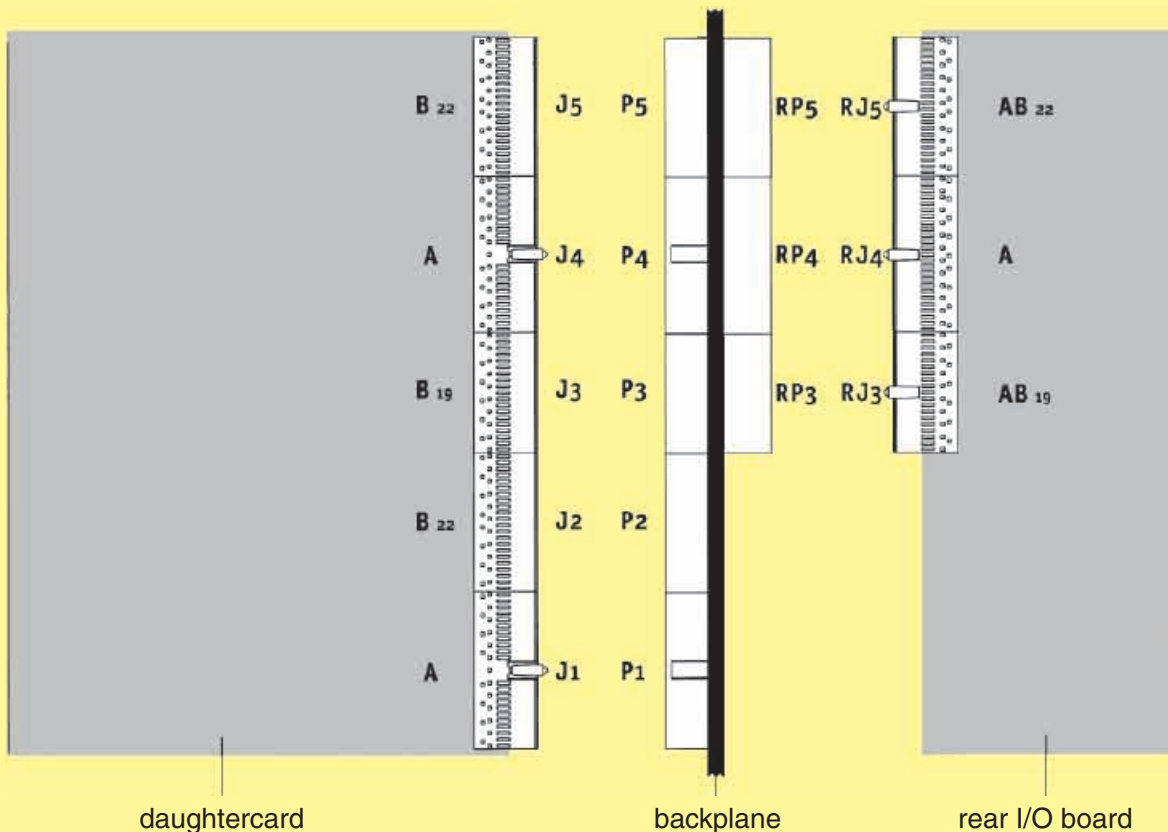 B 22 J5 P5 RP5 RJ5 AB 22
A J4 P4 RP4 RJ4 A
B 19 J3 P3 RP3 RJ3 AB 19
B 22 J2 P2
A J1 P1
daughtercard backplane rear I/O board